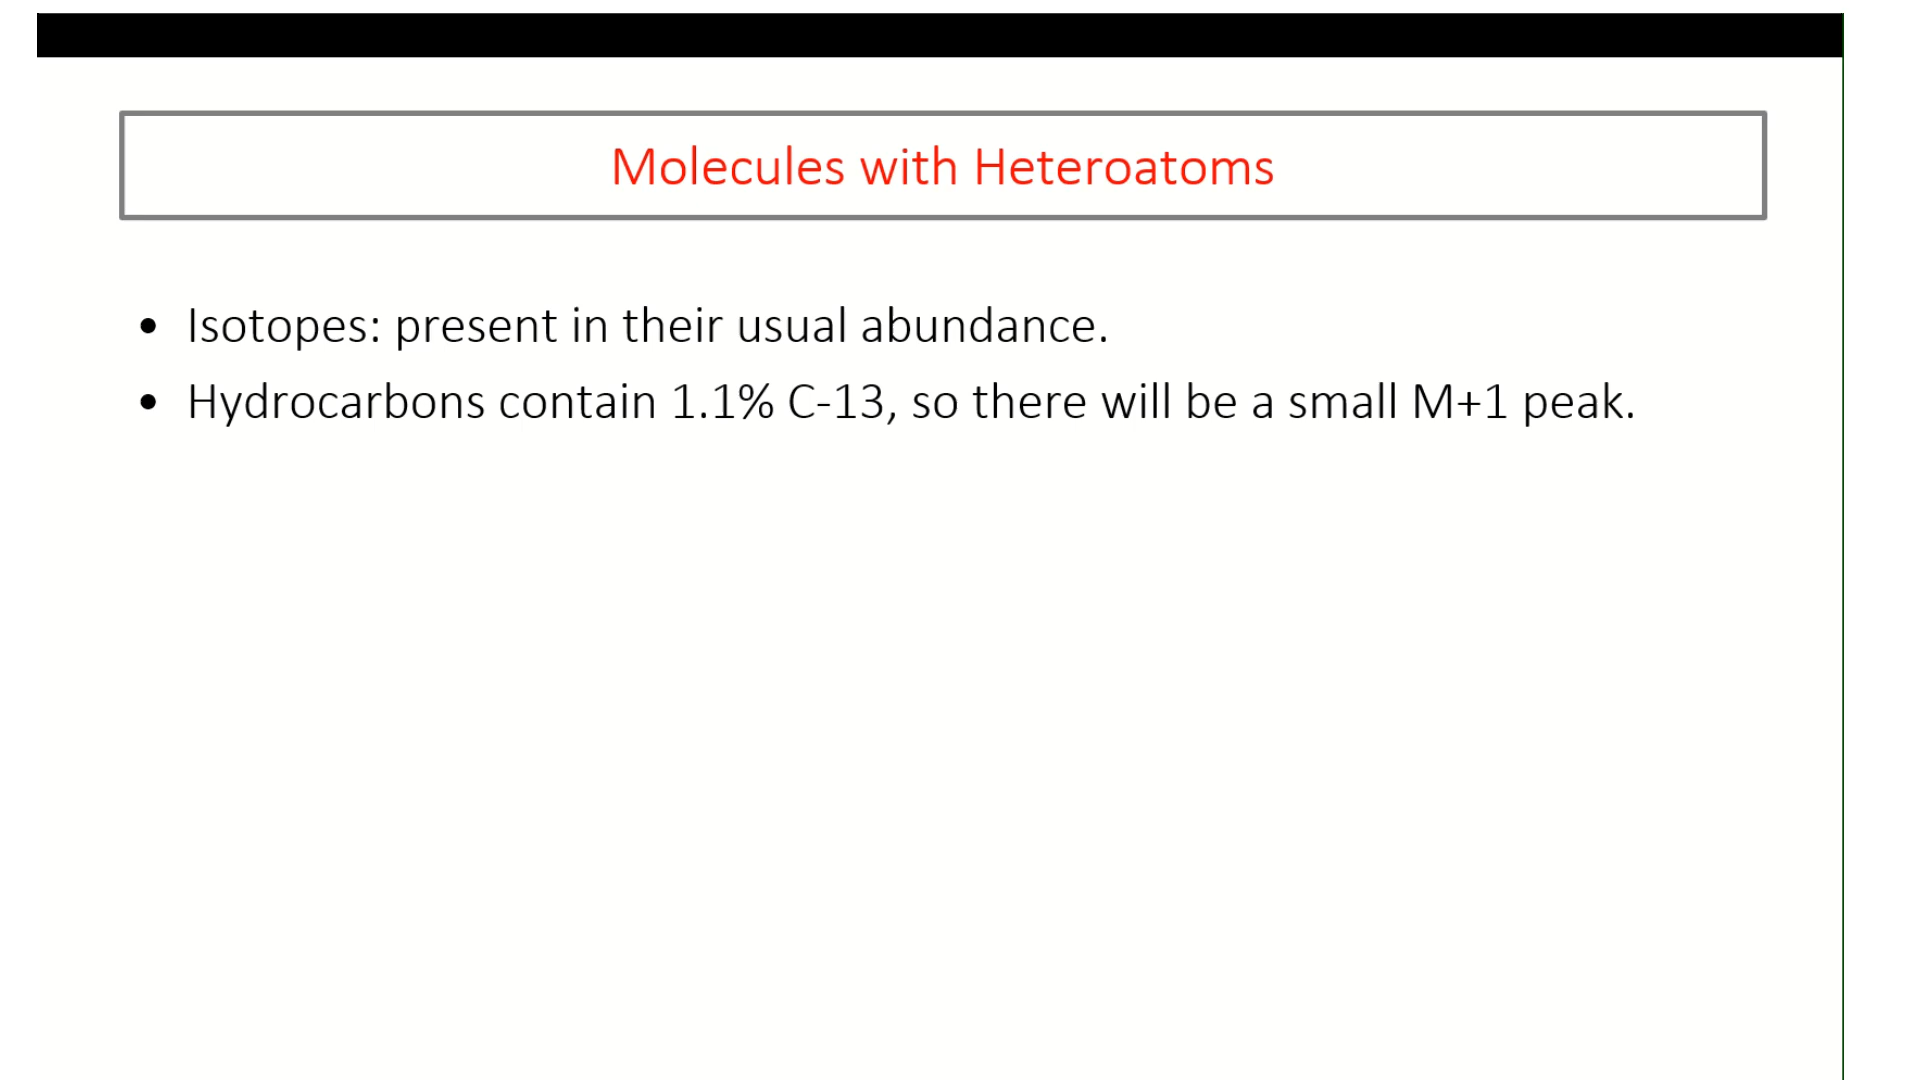 Molecules with Heteroatoms
• Isotopes: present in their usual abundance.
• Hydrocarbons contain 1.1% C-13, so there will be a small M+1 peak.